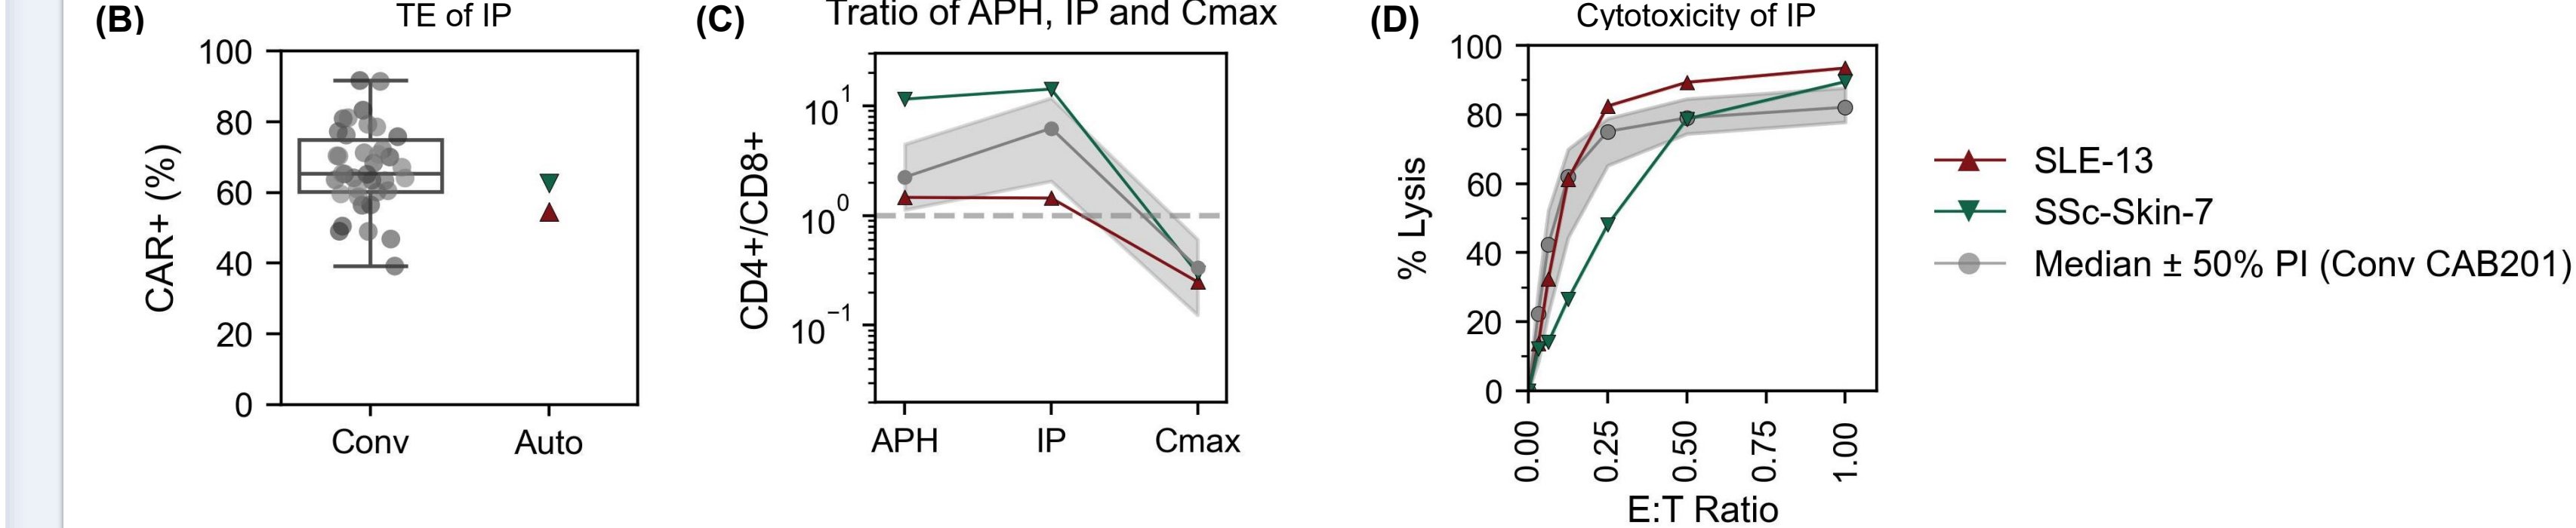 (B)
TE of IP
CAR+ (%)
100
80
60
40
20
0
Conv
Auto
(C)
Tratio of APH, IP and Cmax
CD4+/CD8+
10¹
10⁰
10⁻¹
APH
IP
Cmax
(D)
Cytotoxicity of IP
% Lysis
100
80
60
40
20
0
0.00
0.25
0.50
0.75
1.00
E:T Ratio
SLE-13
SSc-Skin-7
Median ± 50% PI (Conv CAB201)